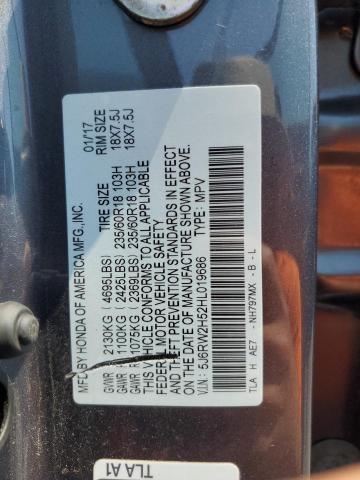 MFD. BY HONDA OF AMERICA MFG., INC. 01/17
TIRE SIZE RIM SIZE
GVWR 2130KG (4695LBS)
GAWR F 1100KG (2425LBS) 235/60R18 103H 18X7.5J
GAWR R 1075KG (2369LBS) 235/60R18 103H 18X7.5J
THIS VEHICLE CONFORMS TO ALL APPLICABLE
FEDERAL MOTOR VEHICLE SAFETY
THEFT PREVENTION STANDARDS IN EFFECT
ON THE DATE OF MANUFACTURE SHOWN ABOVE.
V.I.N.: 5J6RW2H52HL019686 TYPE: MPV
TLA H AE7 - NH797MX - B - L
TLA A1